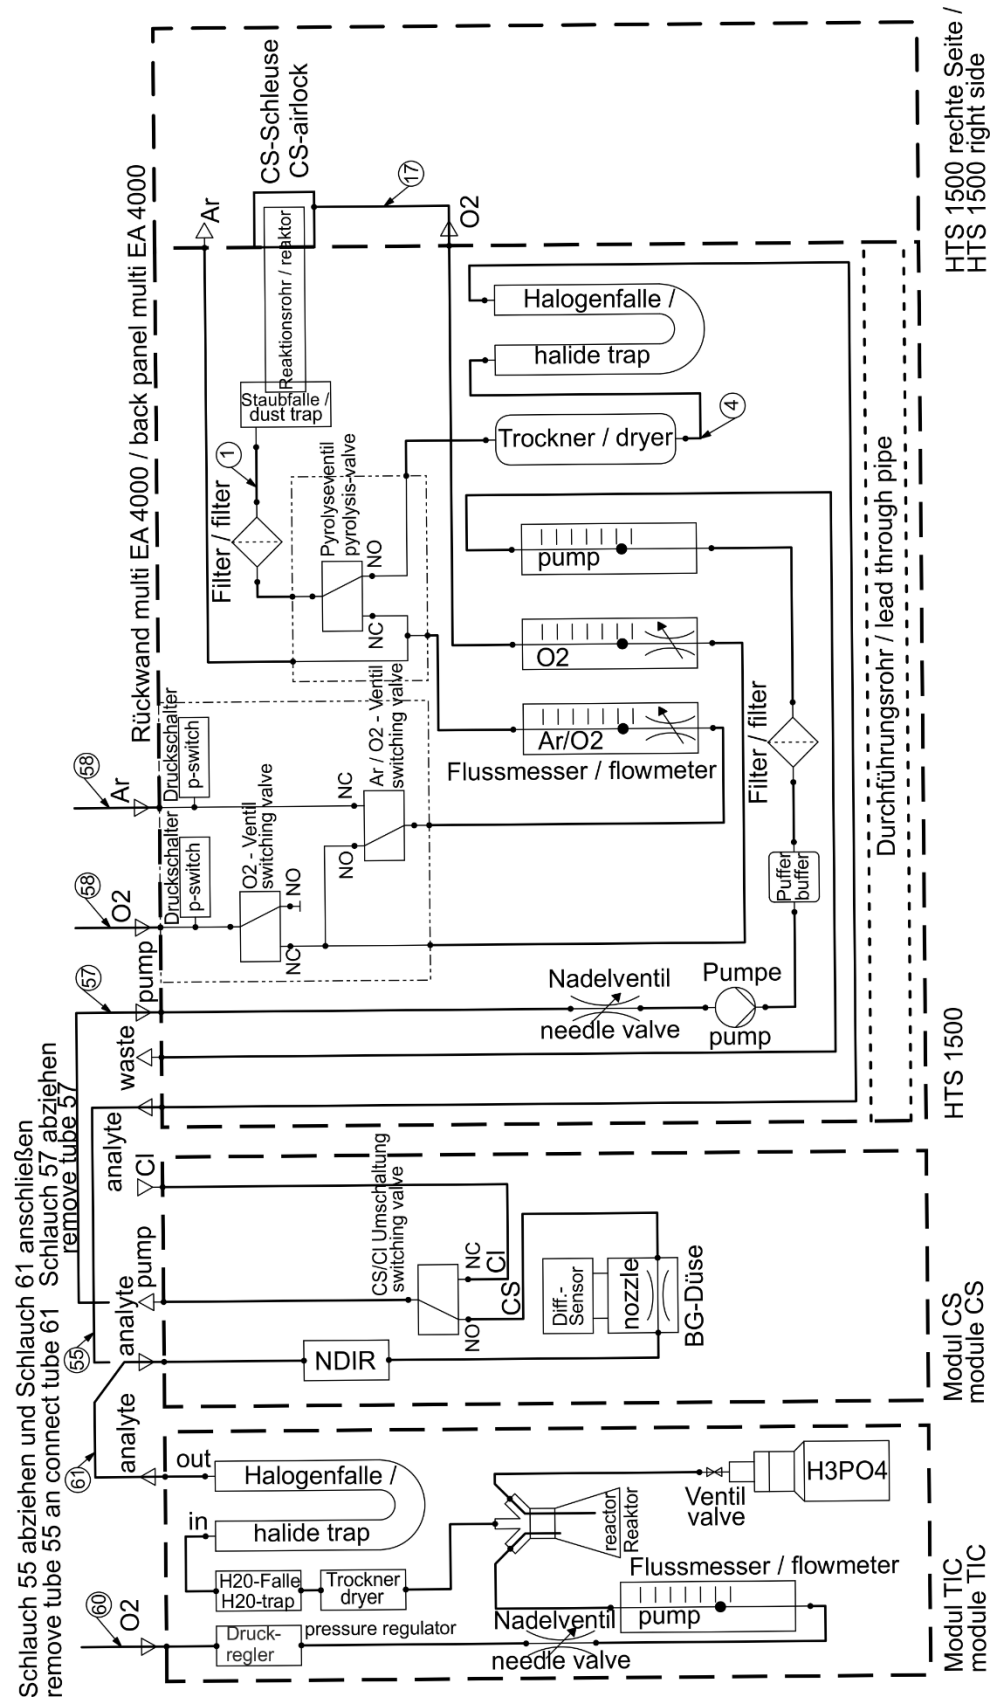 HTS 1500 rechte Seite /
HTS 1500 right side
CS-Schleuse
CS-airlock
Ar
17
O2
Rückwand multi EA 4000 / back panel multi EA 4000
Reaktionsrohr / reaktor
Staubfalle /
dust trap
1
Filter / filter
Pyrolyseventil
pyrolysis-valve
NO
NC
Halogenfalle /
halide trap
4
Trockner / dryer
pump
O2
Ar/O2
Flussmesser / flowmeter
Durchführungsrohr / lead through pipe
58
Ar
Druckschalter
p-switch
58
O2
Druckschalter
p-switch
O2 - Ventil
switching valve
NO
NC
Ar / O2 - Ventil
switching valve
NC
NO
Filter / filter
Puffer
buffer
57
pump
Nadelventil
needle valve
Pumpe
pump
waste
analyte
HTS 1500
Schlauch 55 abziehen und Schlauch 61 anschließen
remove tube 55 an connect tube 61
Schlauch 57 abziehen
remove tube 57
Cl
pump
analyte
55
CS/Cl Umschaltung
switching valve
NC
NO
Cl
CS
Diff.-
Sensor
nozzle
BG-Düse
NDIR
Modul CS
module CS
61
analyte
out
Halogenfalle /
halide trap
in
H20-Falle
H20-trap
Trockner
dryer
reactor
Reaktor
Ventil
valve
H3PO4
Flussmesser / flowmeter
pump
60
O2
Druck-
regler
pressure regulator
Nadelventil
needle valve
Modul TIC
module TIC